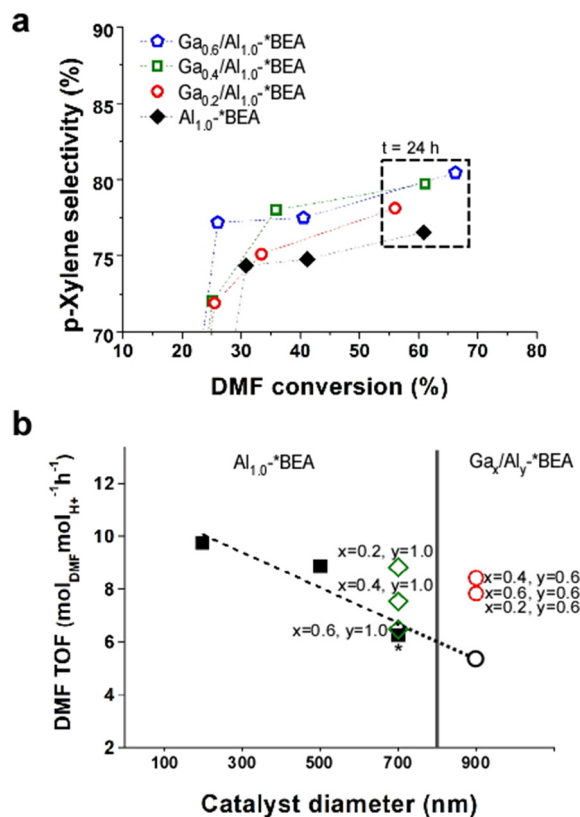 a
p-Xylene selectivity (%)
90
85
80
75
70
Ga0.6/Al1.0-*BEA
Ga0.4/Al1.0-*BEA
Ga0.2/Al1.0-*BEA
Al1.0-*BEA
t = 24 h
10 20 30 40 50 60 70 80
DMF conversion (%)
b
DMF TOF (molDMF molH+-1h-1)
12
10
8
6
4
2
Al1.0-*BEA
Gax/Aly-*BEA
x=0.2, y=1.0
x=0.4, y=1.0
x=0.6, y=1.0
*
x=0.4, y=0.6
x=0.6, y=0.6
x=0.2, y=0.6
100 300 500 700 900
Catalyst diameter (nm)